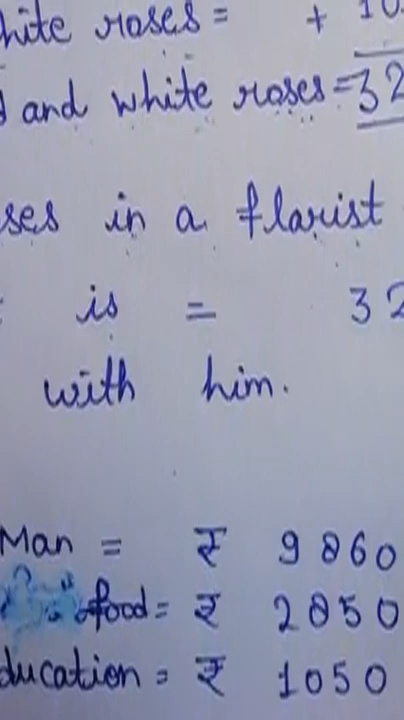 hite roses = + 10
d and white roses = 32
ses in a flarist
is = 32
with him.
Man = ₹ 9860
food = ₹ 2850
ducation = ₹ 1050